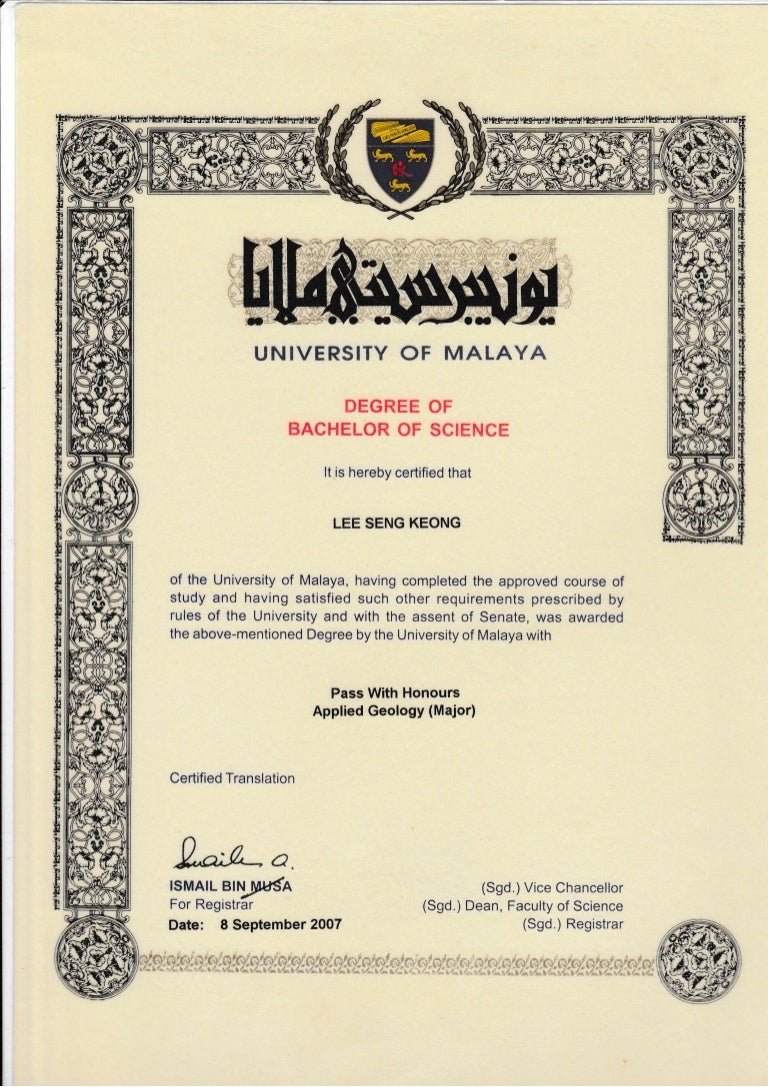 يونيبرسيتي ملايا
UNIVERSITY OF MALAYA
DEGREE OF
BACHELOR OF SCIENCE
It is hereby certified that
LEE SENG KEONG
of the University of Malaya, having completed the approved course of
study and having satisfied such other requirements prescribed by
rules of the University and with the assent of Senate, was awarded
the above-mentioned Degree by the University of Malaya with
Pass With Honours
Applied Geology (Major)
Certified Translation
Ismail a.
ISMAIL BIN MUSA
For Registrar
Date: 8 September 2007
(Sgd.) Vice Chancellor
(Sgd.) Dean, Faculty of Science
(Sgd.) Registrar